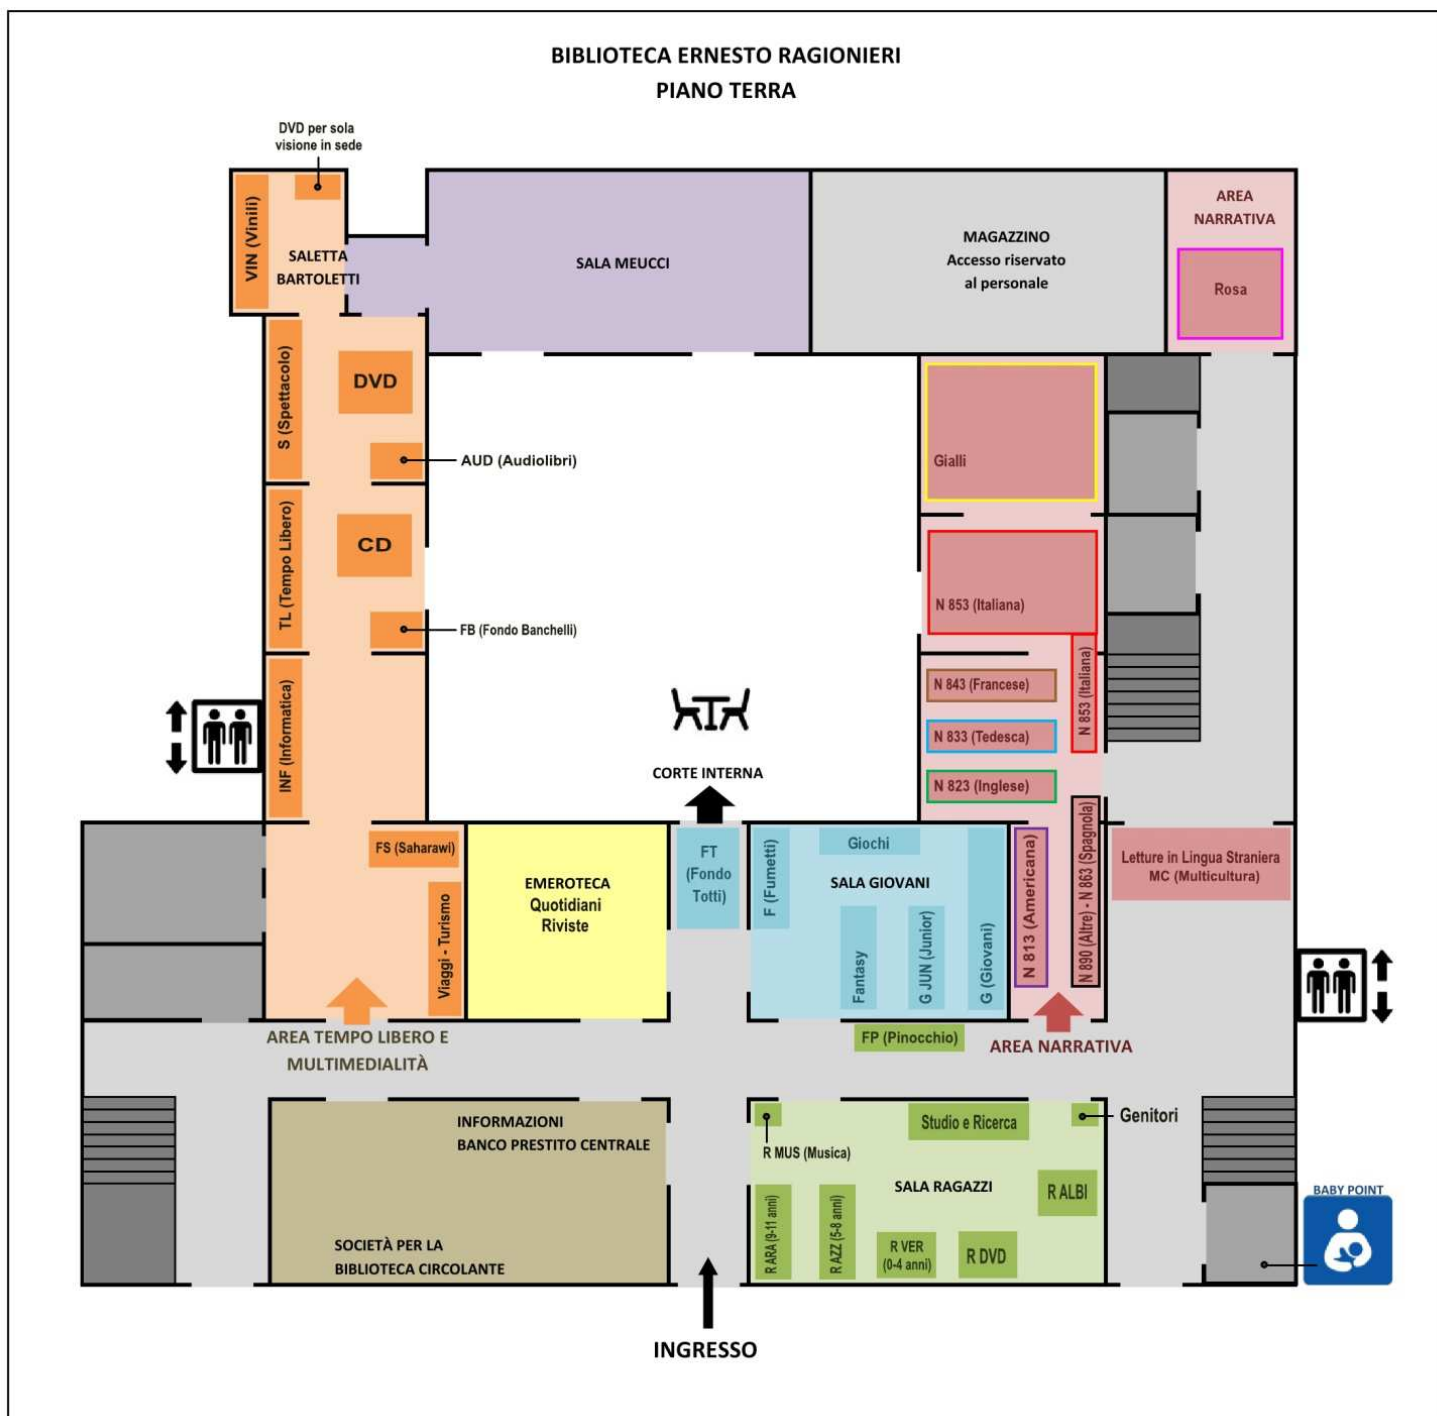 BIBLIOTECA ERNESTO RAGIONIERI
PIANO TERRA
DVD per sola
visione in sede
VIN (Vinili)
SALETTA
BARTOLETTI
SALA MEUCCI
MAGAZZINO
Accesso riservato
al personale
AREA
NARRATIVA
Rosa
S (Spettacolo)
DVD
AUD (Audiolibri)
Gialli
TL (Tempo Libero)
CD
FB (Fondo Banchelli)
N 853 (Italiana)
N 853 (Italiana)
INF (Informatica)
N 843 (Francese)
N 833 (Tedesca)
N 823 (Inglese)
CORTE INTERNA
FS (Saharawi)
Viaggi - Turismo
EMEROTECA
Quotidiani
Riviste
FT
(Fondo
Totti)
F (Fumetti)
Giochi
SALA GIOVANI
Fantasy
G JUN (Junior)
G (Giovani)
N 813 (Americana)
N 890 (Altre) - N 863 (Spagnola)
Letture in Lingua Straniera
MC (Multicultura)
AREA TEMPO LIBERO E
MULTIMEDIALITÀ
FP (Pinocchio)
AREA NARRATIVA
INFORMAZIONI
BANCO PRESTITO CENTRALE
SOCIETÀ PER LA
BIBLIOTECA CIRCOLANTE
R MUS (Musica)
Studio e Ricerca
Genitori
SALA RAGAZZI
R ALBI
R ARA (9-11 anni)
R AZZ (5-8 anni)
R VER
(0-4 anni)
R DVD
BABY POINT
INGRESSO